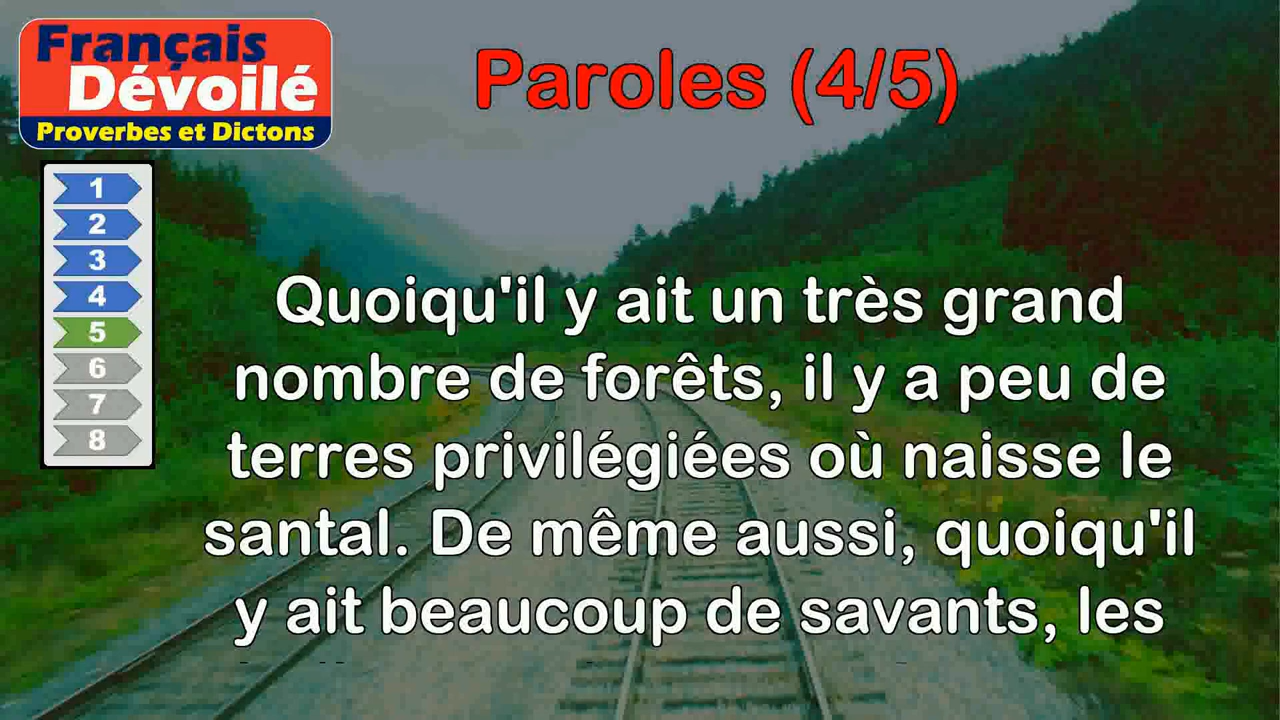 Français
Dévoilé
Proverbes et Dictons
Paroles (4/5)
1
2
3
4
5
6
7
8
Quoiqu'il y ait un très grand
nombre de forêts, il y a peu de
terres privilégiées où naisse le
santal. De même aussi, quoiqu'il
y ait beaucoup de savants, les